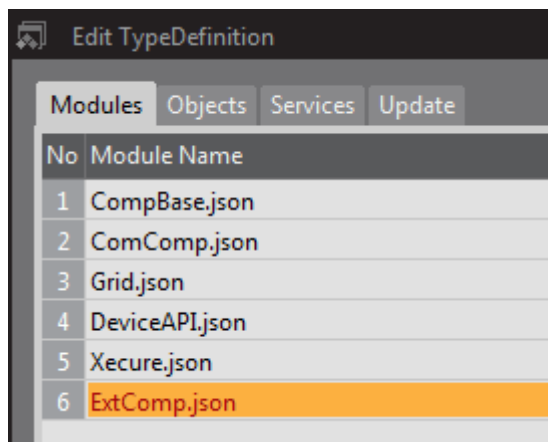 Edit TypeDefinition
Modules Objects Services Update
No Module Name
1 CompBase.json
2 ComComp.json
3 Grid.json
4 DeviceAPI.json
5 Xecure.json
6 ExtComp.json